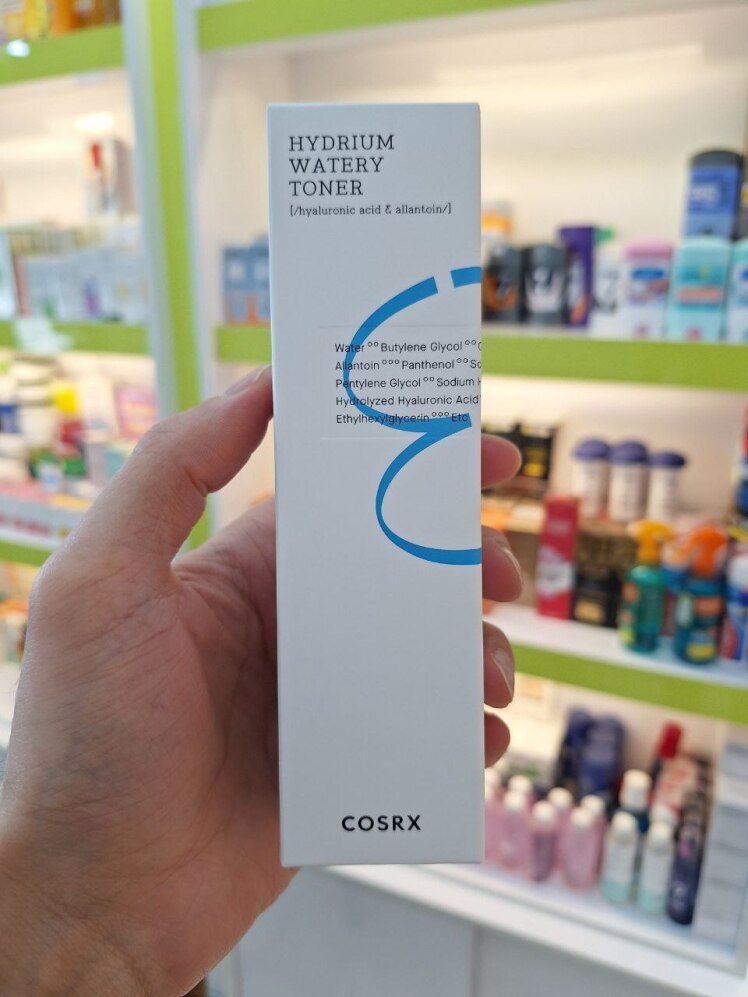 HYDRIUM
WATERY
TONER
[/hyaluronic acid & allantoin/]
Water °° Butylene Glycol °°
Allantoin °°° Panthenol °°
Pentylene Glycol °° Sodium
Hydrolyzed Hyaluronic Acid
Ethylhexylglycerin °°° Etc
COSRX